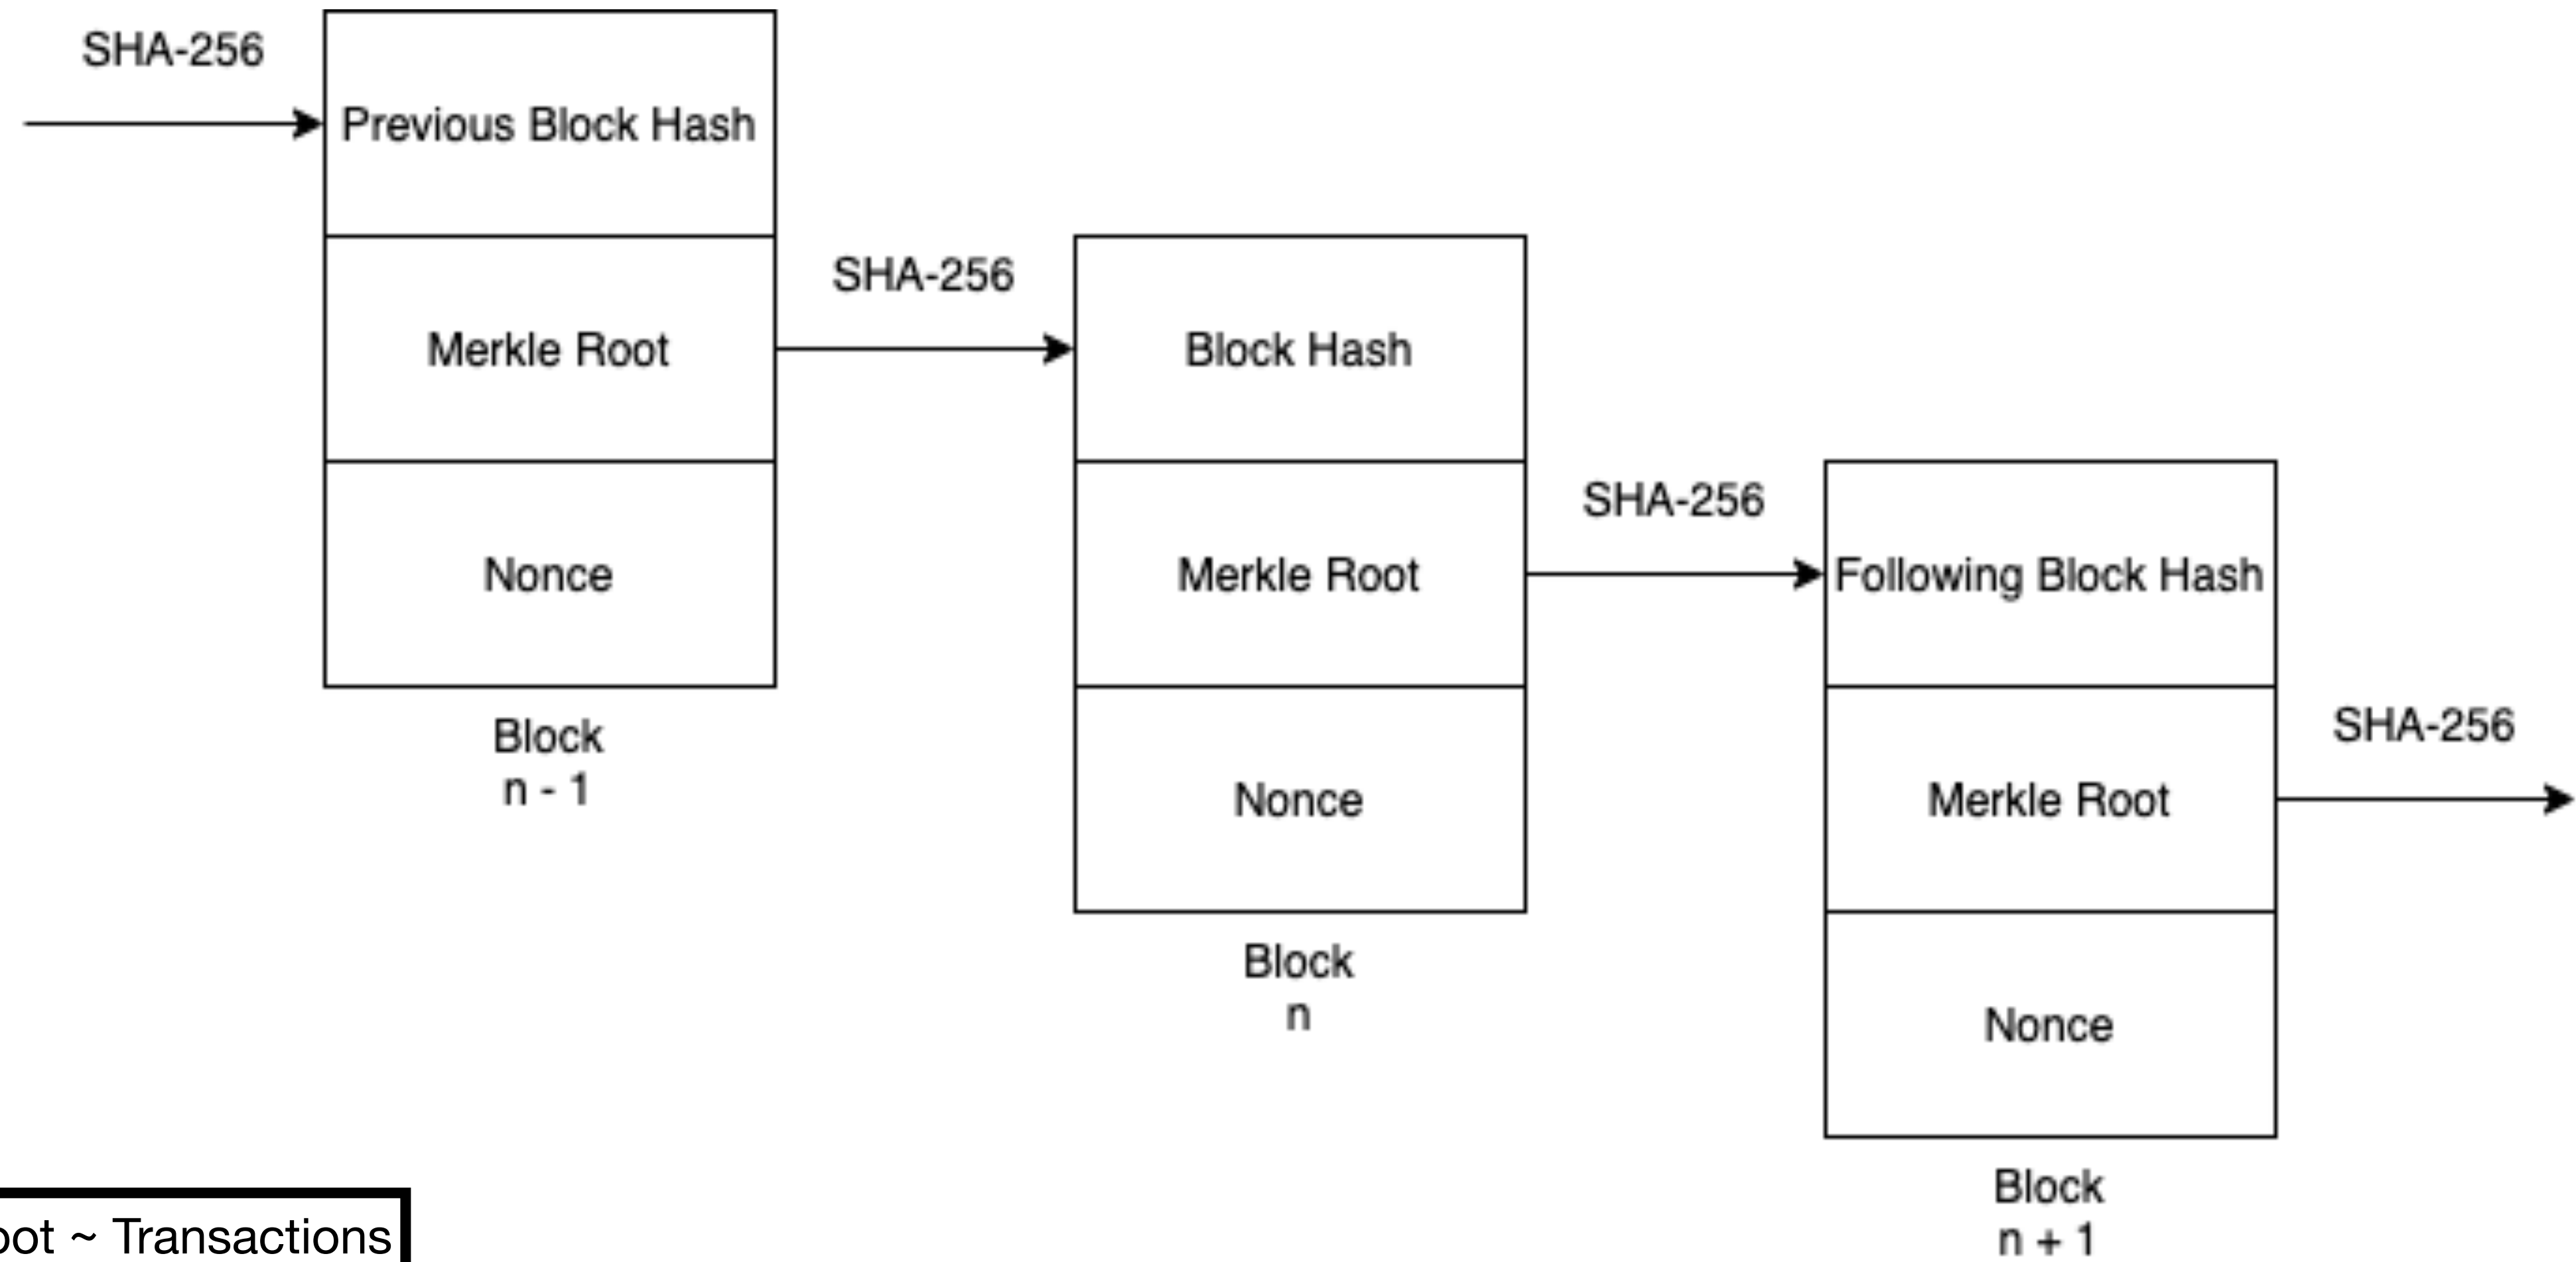 SHA-256
Previous Block Hash
Merkle Root
Nonce
Block
n - 1
SHA-256
Block Hash
Merkle Root
Nonce
Block
n
SHA-256
Following Block Hash
Merkle Root
Nonce
Block
n + 1
SHA-256
~ Transactions